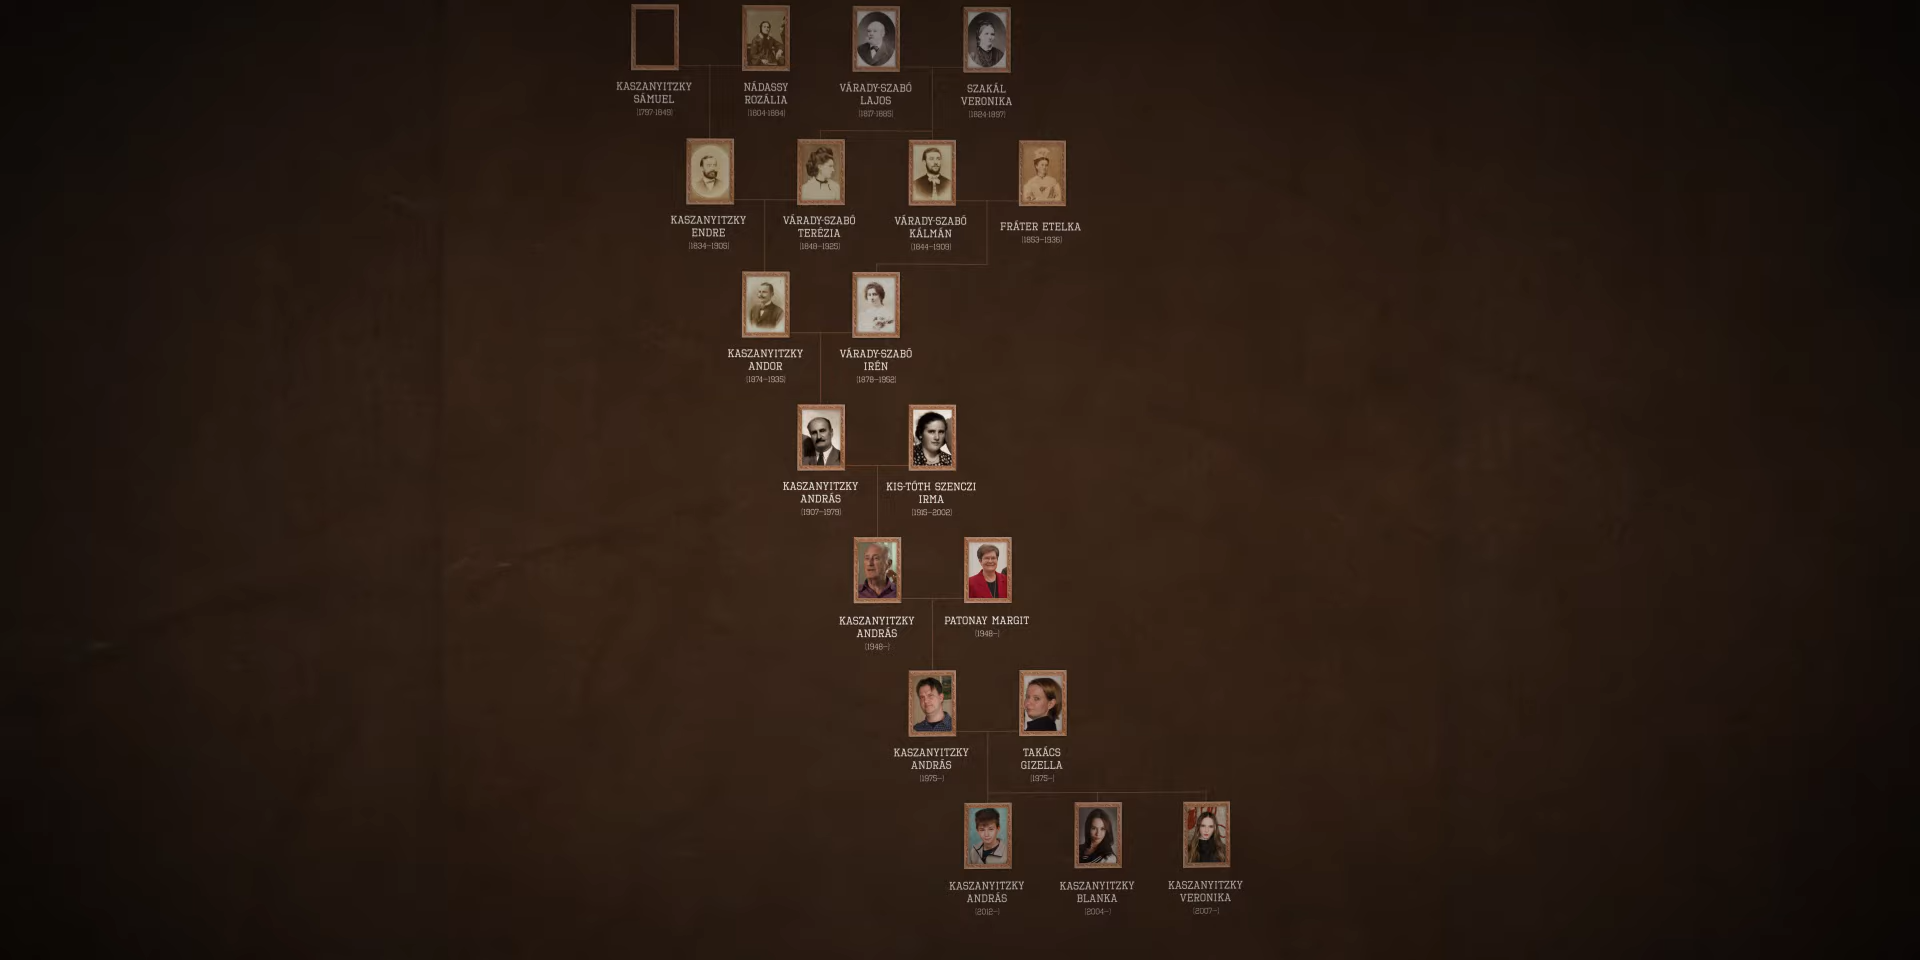 KASZANYITZKY
SÁMUEL
(1797-1849)
NÁDASSY
ROZÁLIA
(1804-1884)
VÁRADY-SZABÓ
LAJOS
(1817-1885)
SZAKÁL
VERONIKA
(1824-1897)
KASZANYITZKY
ENDRE
(1834–1905)
VÁRADY-SZABÓ
TERÉZIA
(1848–1925)
VÁRADY-SZABÓ
KÁLMÁN
(1844–1909)
FRÁTER ETELKA
(1853–1936)
KASZANYITZKY
ANDOR
(1874–1935)
VÁRADY-SZABÓ
IRÉN
(1878–1952)
KASZANYITZKY
ANDRÁS
(1907–1979)
KIS-TÓTH SZENCZI
IRMA
(1915–2002)
KASZANYITZKY
ANDRÁS
(1948–)
PATONAY MARGIT
(1948–)
KASZANYITZKY
ANDRÁS
(1975–)
TAKÁCS
GIZELLA
(1975–)
KASZANYITZKY
ANDRÁS
(2012–)
KASZANYITZKY
BLANKA
(2004–)
KASZANYITZKY
VERONIKA
(2007–)